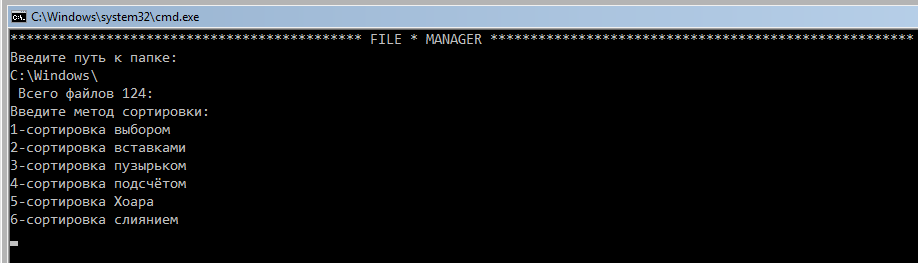 C:\Windows\system32\cmd.exe
******************************************** FILE * MANAGER *****************************************************
Введите путь к папке:
C:\Windows\
Всего файлов 124:
Введите метод сортировки:
1-сортировка выбором
2-сортировка вставками
3-сортировка пузырьком
4-сортировка подсчётом
5-сортировка Хоара
6-сортировка слиянием